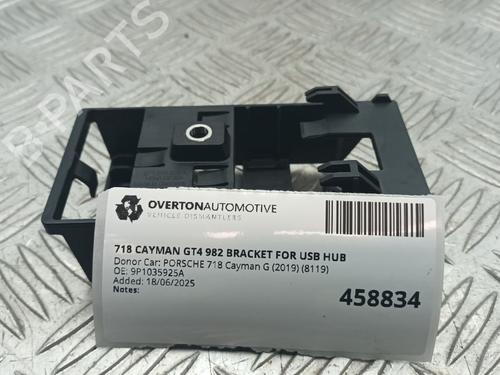 B-PARTS
OVERTONAUTOMOTIVE
VEHICLE DISMANTLERS
718 CAYMAN GT4 982 BRACKET FOR USB HUB
Donor Car: PORSCHE 718 Cayman G (2019) (8119)
OE: 9P1035925A
Added: 18/06/2025
Notes:
458834